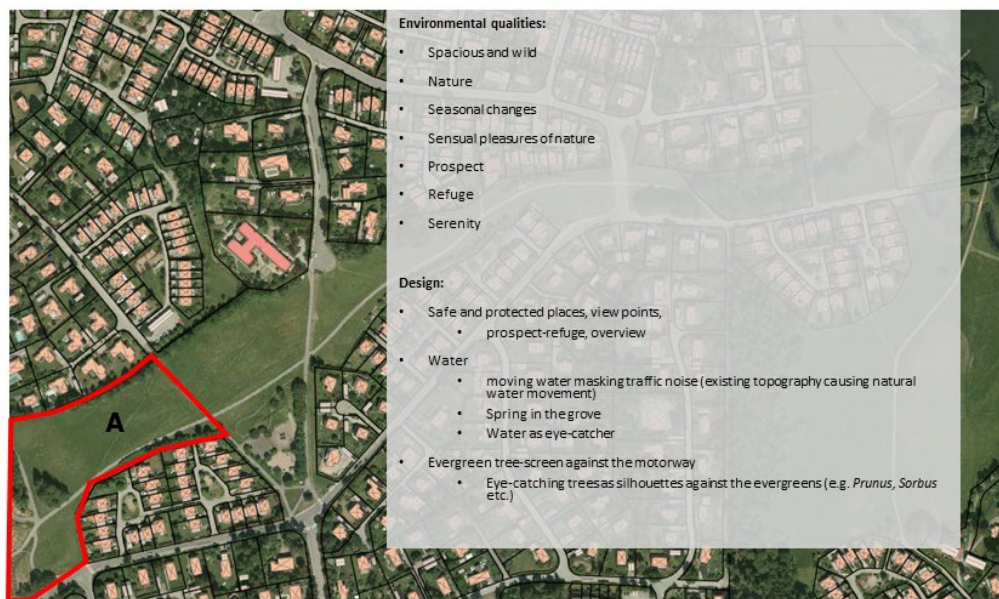 Environmental qualities:
• Spacious and wild
• Nature
• Seasonal changes
• Sensual pleasures of nature
• Prospect
• Refuge
• Serenity
Design:
• Safe and protected places, view points,
• prospect-refuge, overview
• Water
• moving water masking traffic noise (existing topography causing natural
water movement)
• Spring in the grove
• Water as eye-catcher
• Evergreen tree-screen against the motorway
• Eye-catching treesas silhouettes against the evergreens (e.g. Prunus, Sorbus
etc.)
A